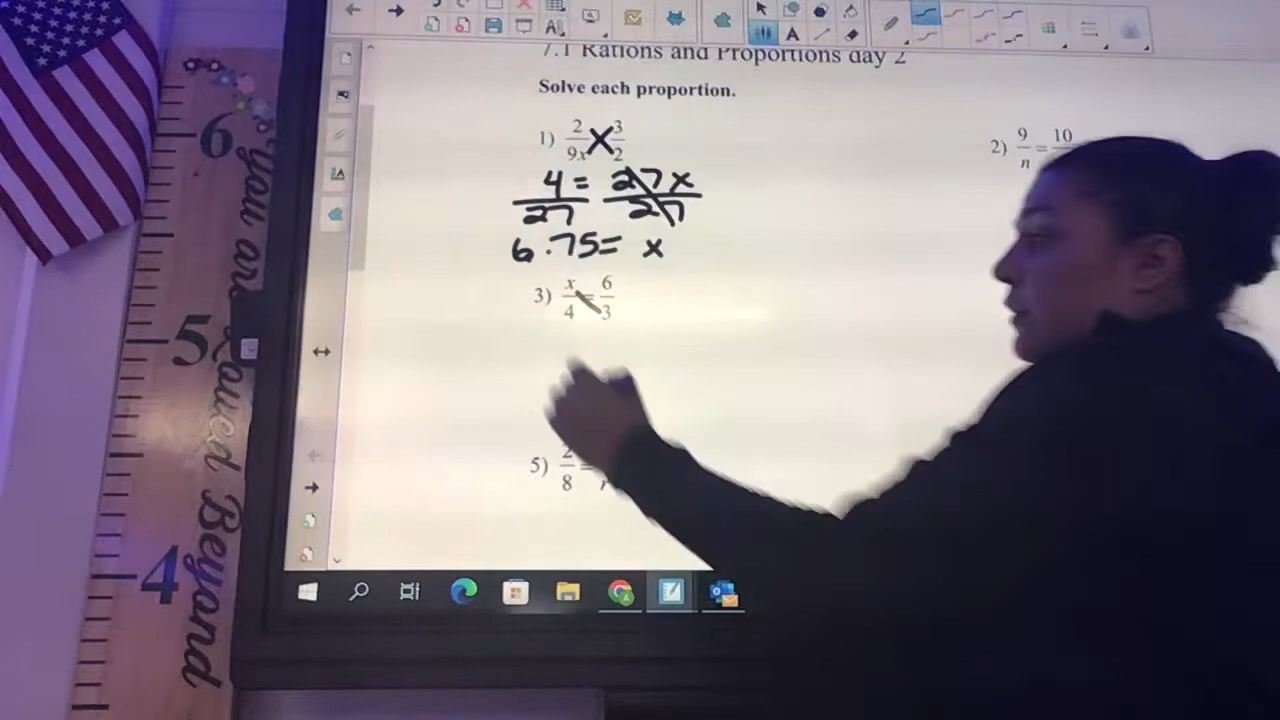 7.1 Rations and Proportions day 2
Solve each proportion.
1) 2/9x 3/2
4 = 27x
27 27
6.75 = x
2) 9/n = 10
3) x/4 = 6/3
5) 2/8 = r
6
5
4
you are Loved Beyond